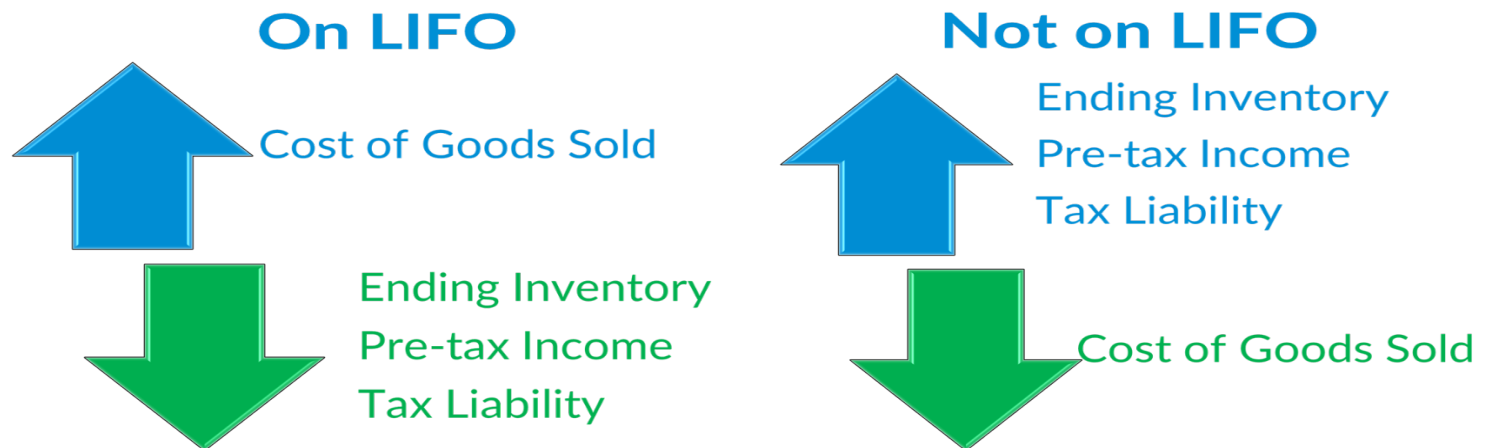 On LIFO
Cost of Goods Sold
Ending Inventory
Pre-tax Income
Tax Liability
Not on LIFO
Ending Inventory
Pre-tax Income
Tax Liability
Cost of Goods Sold